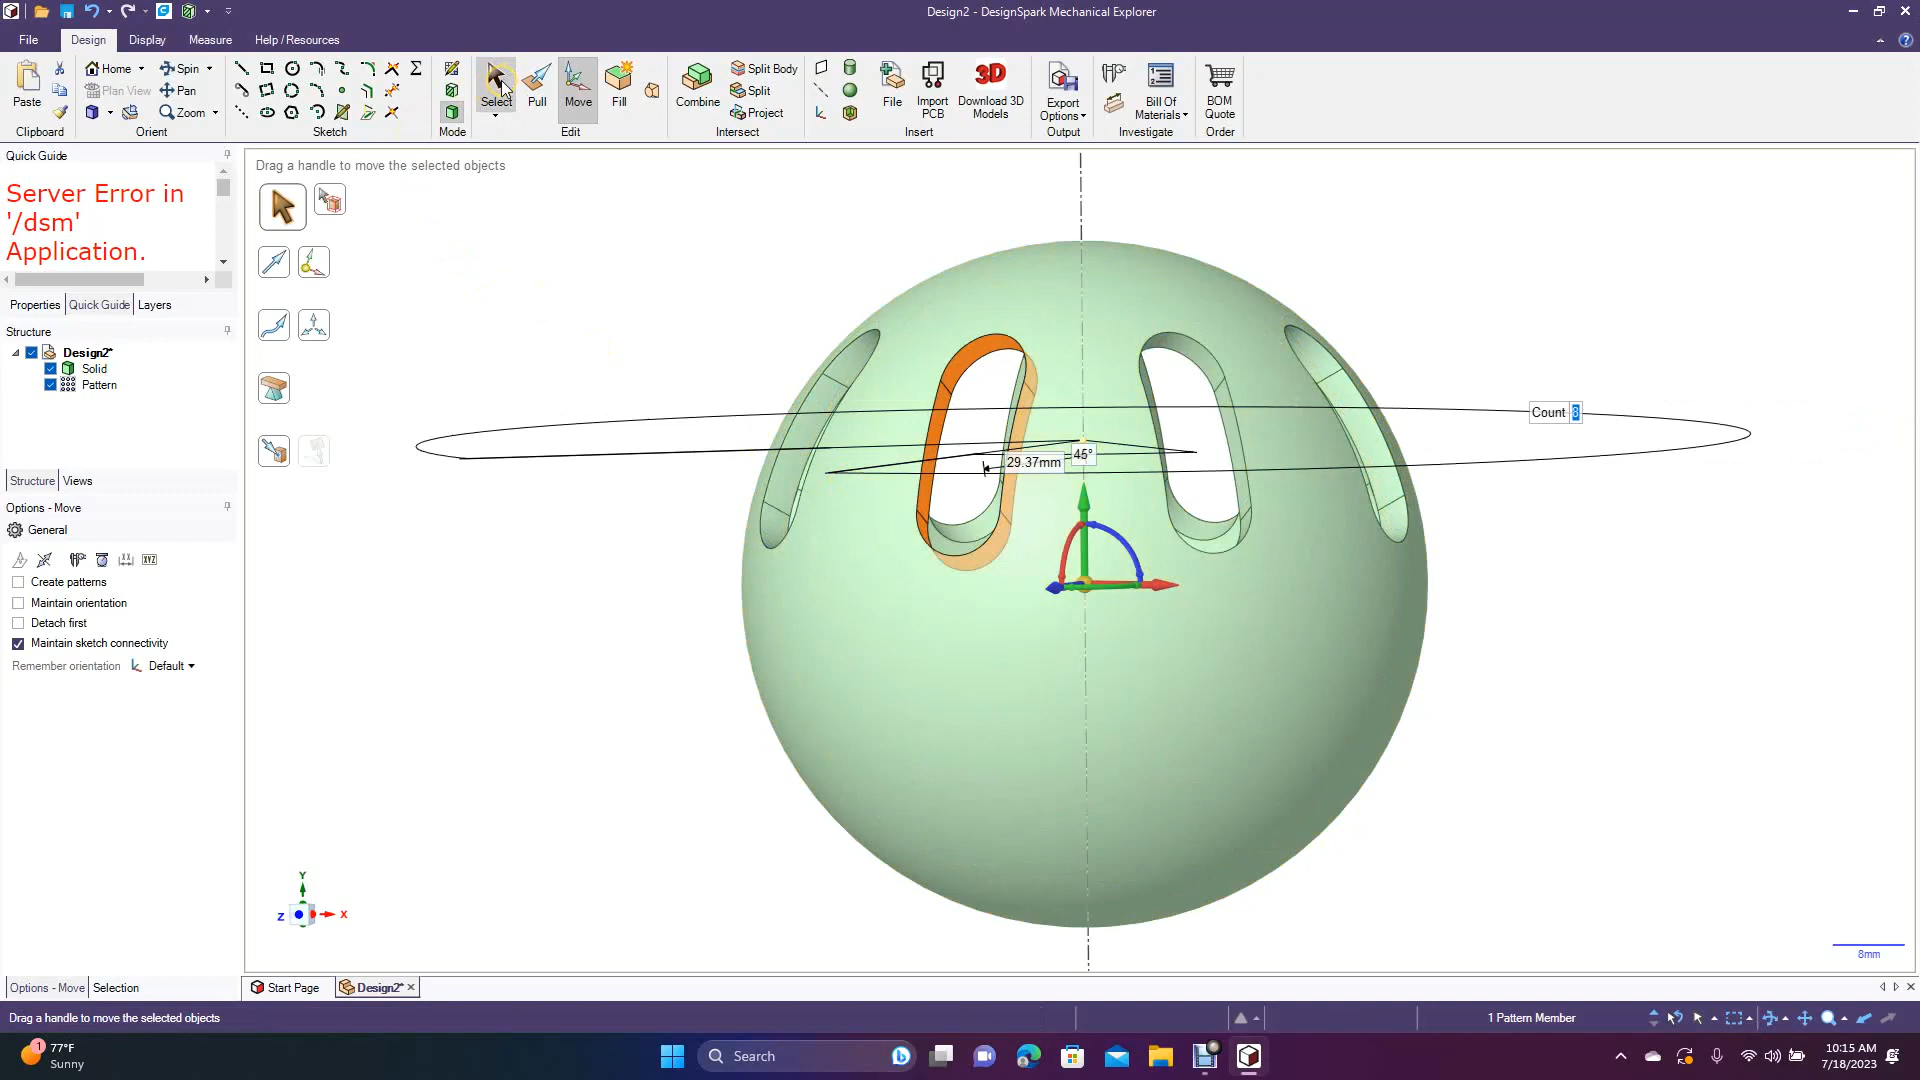 Design2 - DesignSpark Mechanical Explorer
File Design Display Measure Help / Resources
Paste
Clipboard
Home Spin
Plan View Pan
Zoom
Orient
Sketch
Mode
Select Pull Move Fill
Edit
Combine
Split Body
Split
Project
Intersect
File
Import PCB
Download 3D Models
Insert
Export Options
Output
Bill Of Materials
Investigate
BOM Quote
Order
Quick Guide
Server Error in
'/dsm'
Application.
Properties Quick Guide Layers
Structure
Design2*
Solid
Pattern
Structure Views
Options - Move
General
XYZ
Create patterns
Maintain orientation
Detach first
Maintain sketch connectivity
Remember orientation Default
Options - Move Selection
Drag a handle to move the selected objects
Count 8
29.37mm
45°
Y
Z
X
8mm
Start Page Design2*
Drag a handle to move the selected objects
1 Pattern Member
1
77°F
Sunny
Search
10:15 AM
7/18/2023